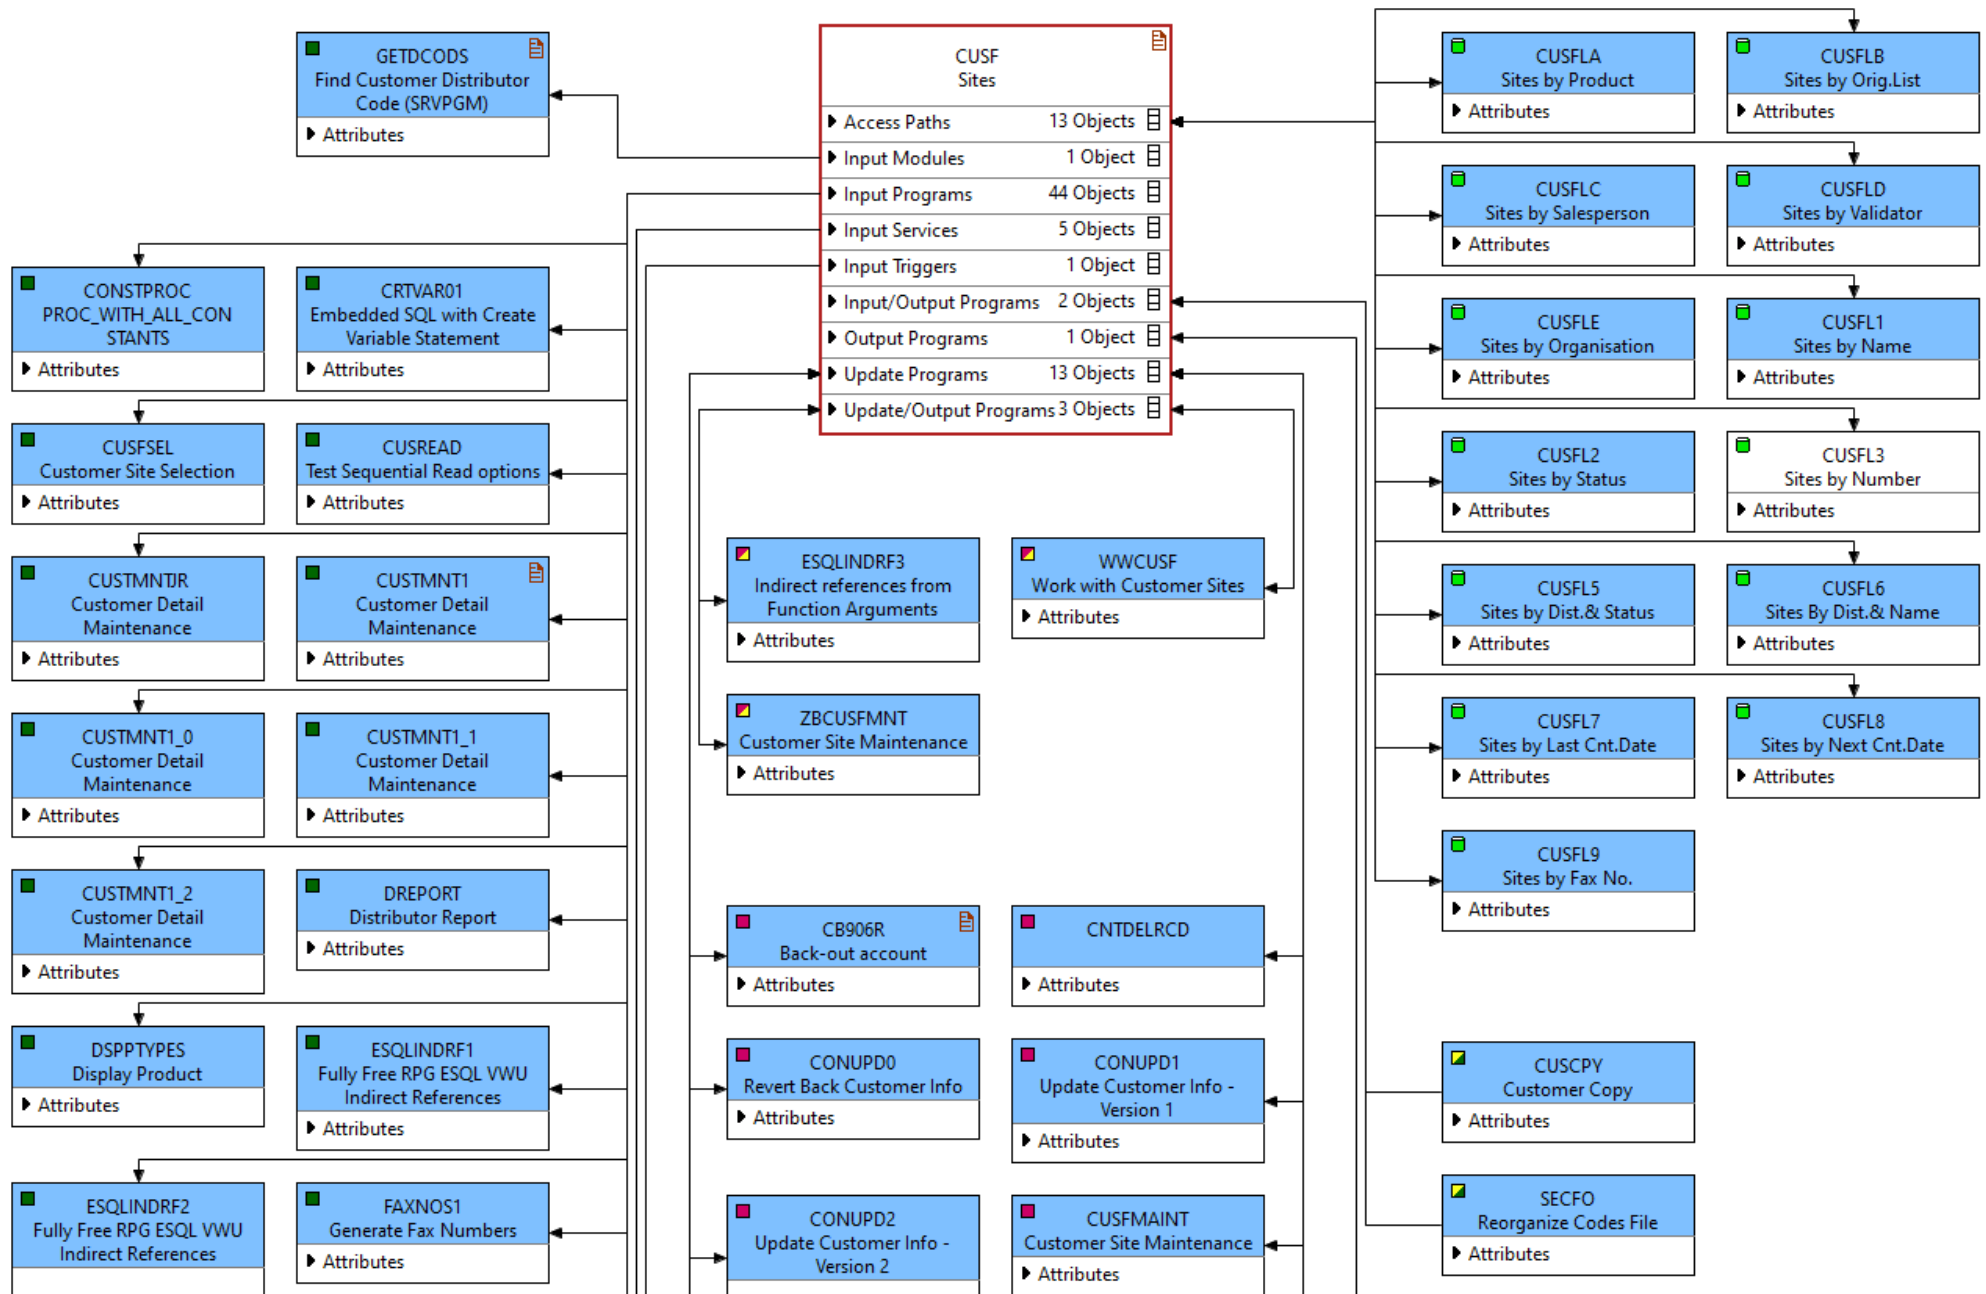 GETDCODS
Find Customer Distributor
Code (SRVPGM)
Attributes
CUSF
Sites
Access Paths 13 Objects
Input Modules 1 Object
Input Programs 44 Objects
Input Services 5 Objects
Input Triggers 1 Object
Input/Output Programs 2 Objects
Output Programs 1 Object
Update Programs 13 Objects
Update/Output Programs 3 Objects
CUSFLA
Sites by Product
Attributes
CUSFLB
Sites by Orig.List
Attributes
CUSFLC
Sites by Salesperson
Attributes
CUSFLD
Sites by Validator
Attributes
CUSFLE
Sites by Organisation
Attributes
CUSFL1
Sites by Name
Attributes
CUSFL2
Sites by Status
Attributes
CUSFL3
Sites by Number
Attributes
CUSFL5
Sites by Dist.& Status
Attributes
CUSFL6
Sites By Dist.& Name
Attributes
CUSFL7
Sites by Last Cnt.Date
Attributes
CUSFL8
Sites by Next Cnt.Date
Attributes
CUSFL9
Sites by Fax No.
Attributes
CONSTPROC
PROC_WITH_ALL_CON
STANTS
Attributes
CRTVAR01
Embedded SQL with Create
Variable Statement
Attributes
CUSFSEL
Customer Site Selection
Attributes
CUSREAD
Test Sequential Read options
Attributes
CUSTMNTJR
Customer Detail
Maintenance
Attributes
CUSTMNT1
Customer Detail
Maintenance
Attributes
CUSTMNT1_0
Customer Detail
Maintenance
Attributes
CUSTMNT1_1
Customer Detail
Maintenance
Attributes
CUSTMNT1_2
Customer Detail
Maintenance
Attributes
DREPORT
Distributor Report
Attributes
DSPPTYPES
Display Product
Attributes
ESQLINDRF1
Fully Free RPG ESQL VWU
Indirect References
Attributes
ESQLINDRF2
Fully Free RPG ESQL VWU
Indirect References
FAXNOS1
Generate Fax Numbers
Attributes
ESQLINDRF3
Indirect references from
Function Arguments
Attributes
WWCUSF
Work with Customer Sites
Attributes
ZBCUSFMNT
Customer Site Maintenance
Attributes
CB906R
Back-out account
Attributes
CNTDELRCD
Attributes
CONUPD0
Revert Back Customer Info
Attributes
CONUPD1
Update Customer Info -
Version 1
Attributes
CONUPD2
Update Customer Info -
Version 2
CUSFMAINT
Customer Site Maintenance
Attributes
CUSCPY
Customer Copy
Attributes
SECFO
Reorganize Codes File
Attributes